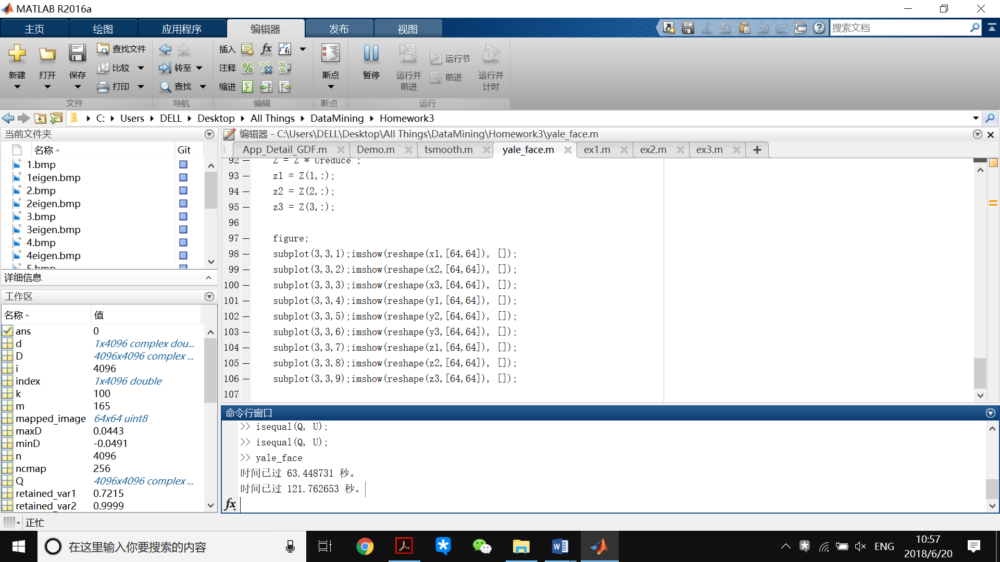 MATLAB R2016a
主页 绘图 应用程序 编辑器 发布 视图 搜索文档
新建 打开 保存 查找文件 比较 打印 转至 查找 插入 fx fi 注释 缩进 断点 暂停 运行并前进 运行节 前进 运行并计时
文件 导航 编辑 断点 运行
C: Users DELL Desktop All Things DataMining Homework3
当前文件夹
名称 Git
1.bmp
1eigen.bmp
2.bmp
2eigen.bmp
3.bmp
3eigen.bmp
4.bmp
4eigen.bmp
5.bmp
详细信息
工作区
名称 值
ans 0
d 1x4096 complex dou...
D 4096x4096 complex ...
i 4096
index 1x4096 double
k 100
m 165
mapped_image 64x64 uint8
maxD 0.0443
minD -0.0491
n 4096
ncmap 256
Q 4096x4096 complex ...
retained_var1 0.7215
retained_var2 0.9999
编辑器 - C:\Users\DELL\Desktop\All Things\DataMining\Homework3\yale_face.m
App_Detail_GDF.m Demo.m tsmooth.m yale_face.m ex1.m ex2.m ex3.m
92 Z = Z * Ureduce';
93 z1 = Z(1,:);
94 z2 = Z(2,:);
95 z3 = Z(3,:);
96
97 figure;
98 subplot(3,3,1);imshow(reshape(x1,[64,64]), []);
99 subplot(3,3,2);imshow(reshape(x2,[64,64]), []);
100 subplot(3,3,3);imshow(reshape(x3,[64,64]), []);
101 subplot(3,3,4);imshow(reshape(y1,[64,64]), []);
102 subplot(3,3,5);imshow(reshape(y2,[64,64]), []);
103 subplot(3,3,6);imshow(reshape(y3,[64,64]), []);
104 subplot(3,3,7);imshow(reshape(z1,[64,64]), []);
105 subplot(3,3,8);imshow(reshape(z2,[64,64]), []);
106 subplot(3,3,9);imshow(reshape(z3,[64,64]), []);
107
命令行窗口
>> isequal(Q, U);
>> isequal(Q, U);
>> yale_face
时间已过 63.448731 秒。
时间已过 121.762653 秒。
fx
正忙
在这里输入你要搜索的内容
ENG
10:57
2018/6/20